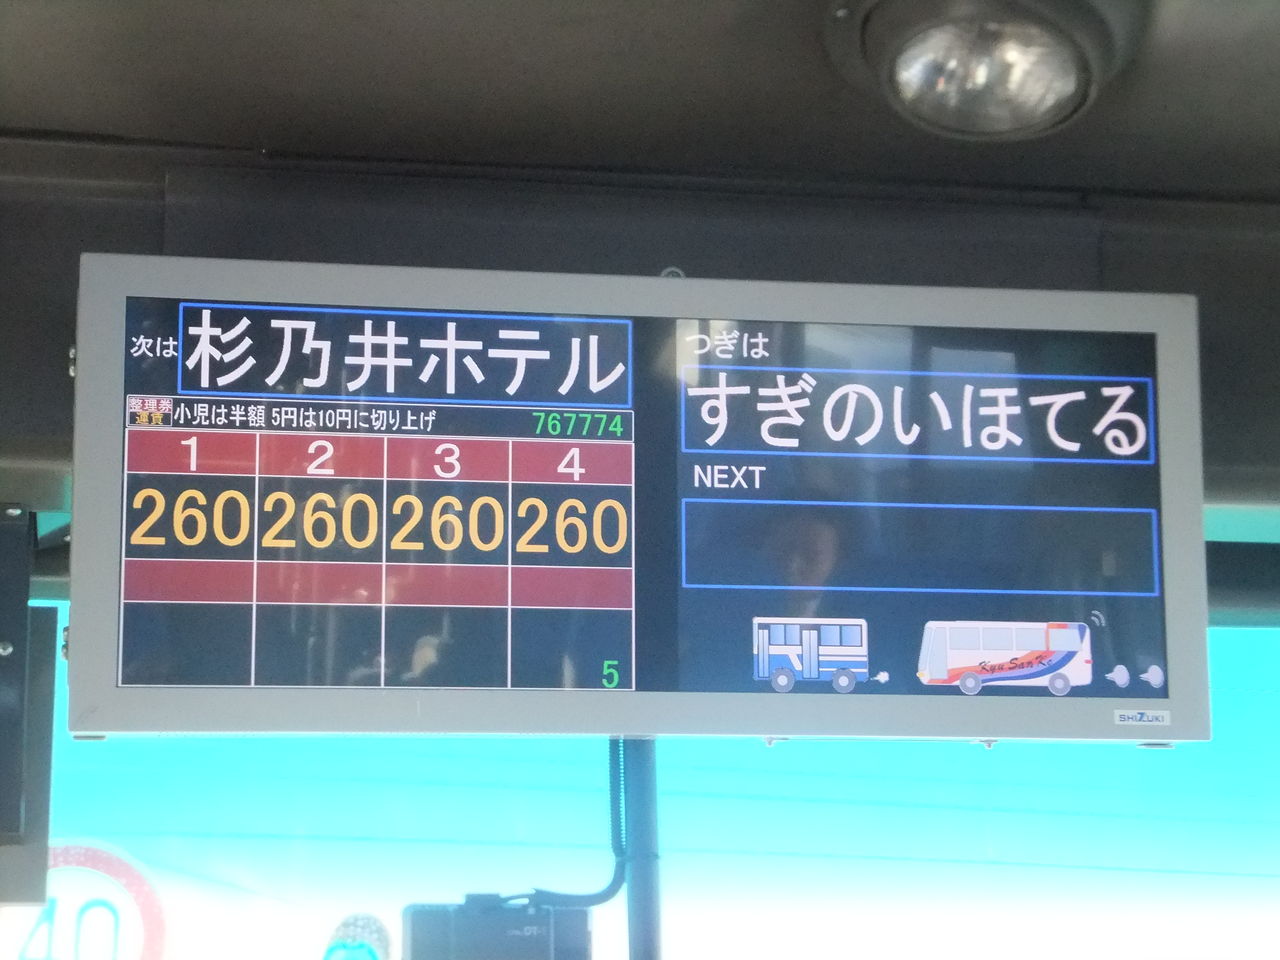 次は 杉乃井ホテル
整理券 運賃 小児は半額 5円は10円に切り上げ 767774
1 2 3 4
260 260 260 260
5
つぎは
すぎのいほてる
NEXT
Kyu San Ko
SHIZUKI
40